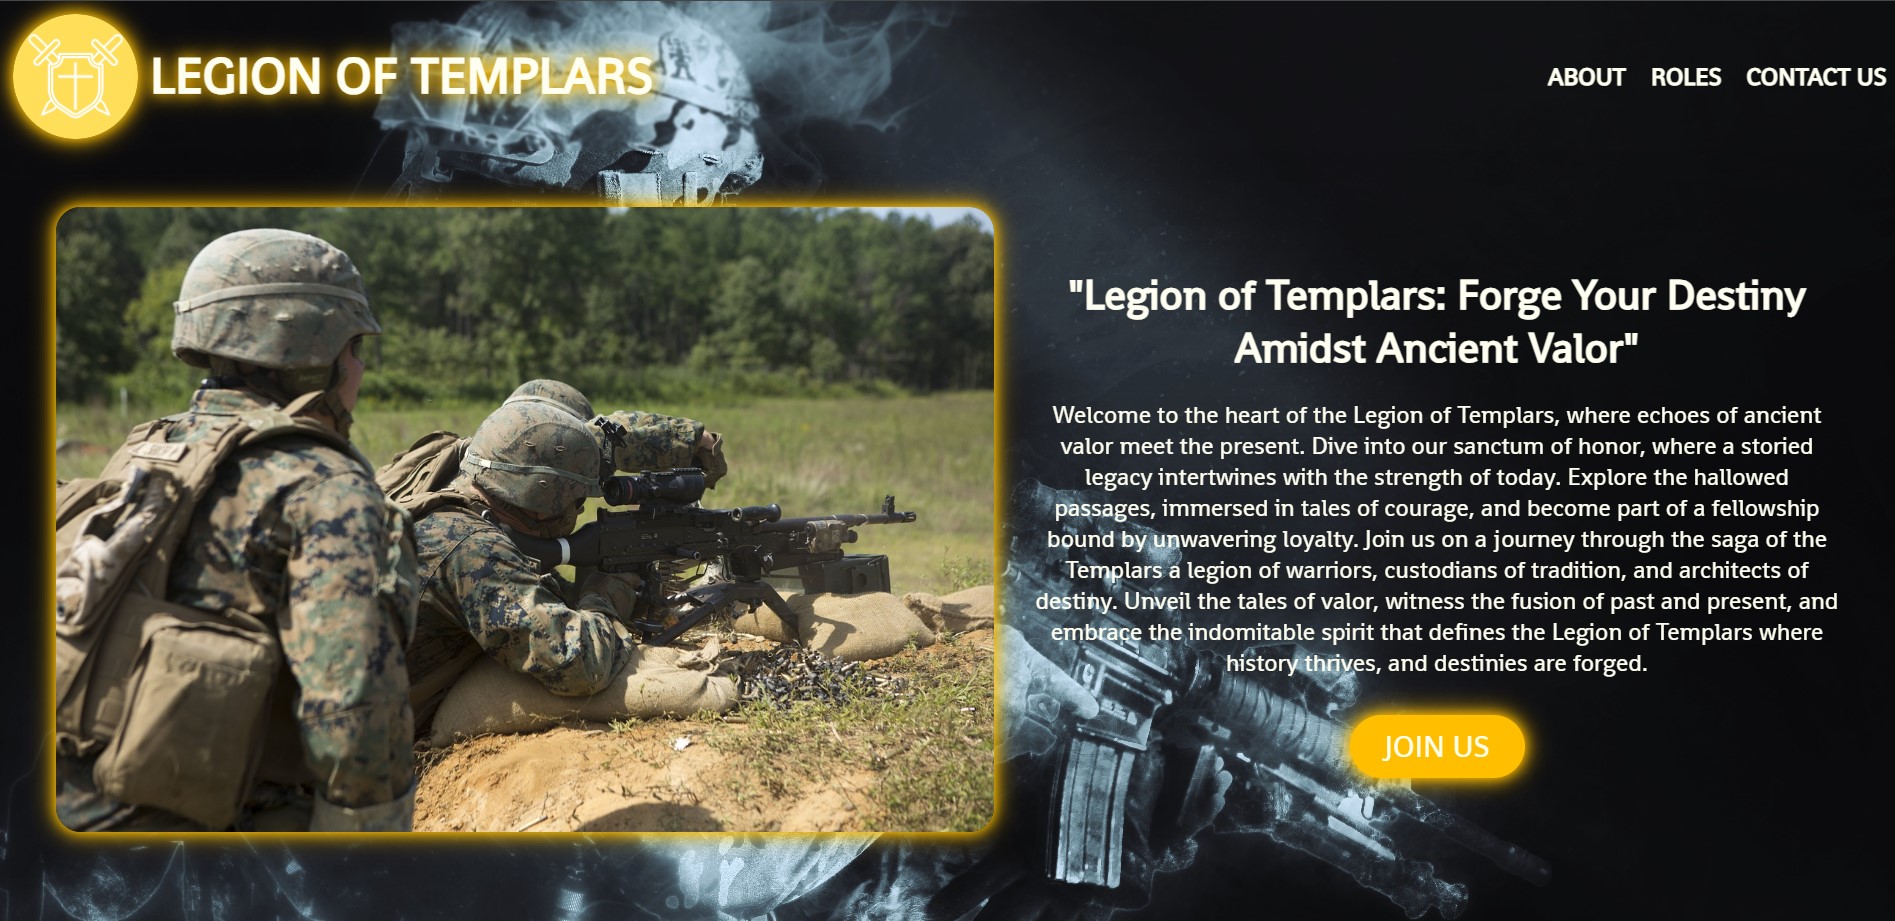 LEGION OF TEMPLARS
ABOUT ROLES CONTACT US
"Legion of Templars: Forge Your Destiny
Amidst Ancient Valor"
Welcome to the heart of the Legion of Templars, where echoes of ancient
valor meet the present. Dive into our sanctum of honor, where a storied
legacy intertwines with the strength of today. Explore the hallowed
passages, immersed in tales of courage, and become part of a fellowship
bound by unwavering loyalty. Join us on a journey through the saga of the
Templars a legion of warriors, custodians of tradition, and architects of
destiny. Unveil the tales of valor, witness the fusion of past and present, and
embrace the indomitable spirit that defines the Legion of Templars where
history thrives, and destinies are forged.
JOIN US